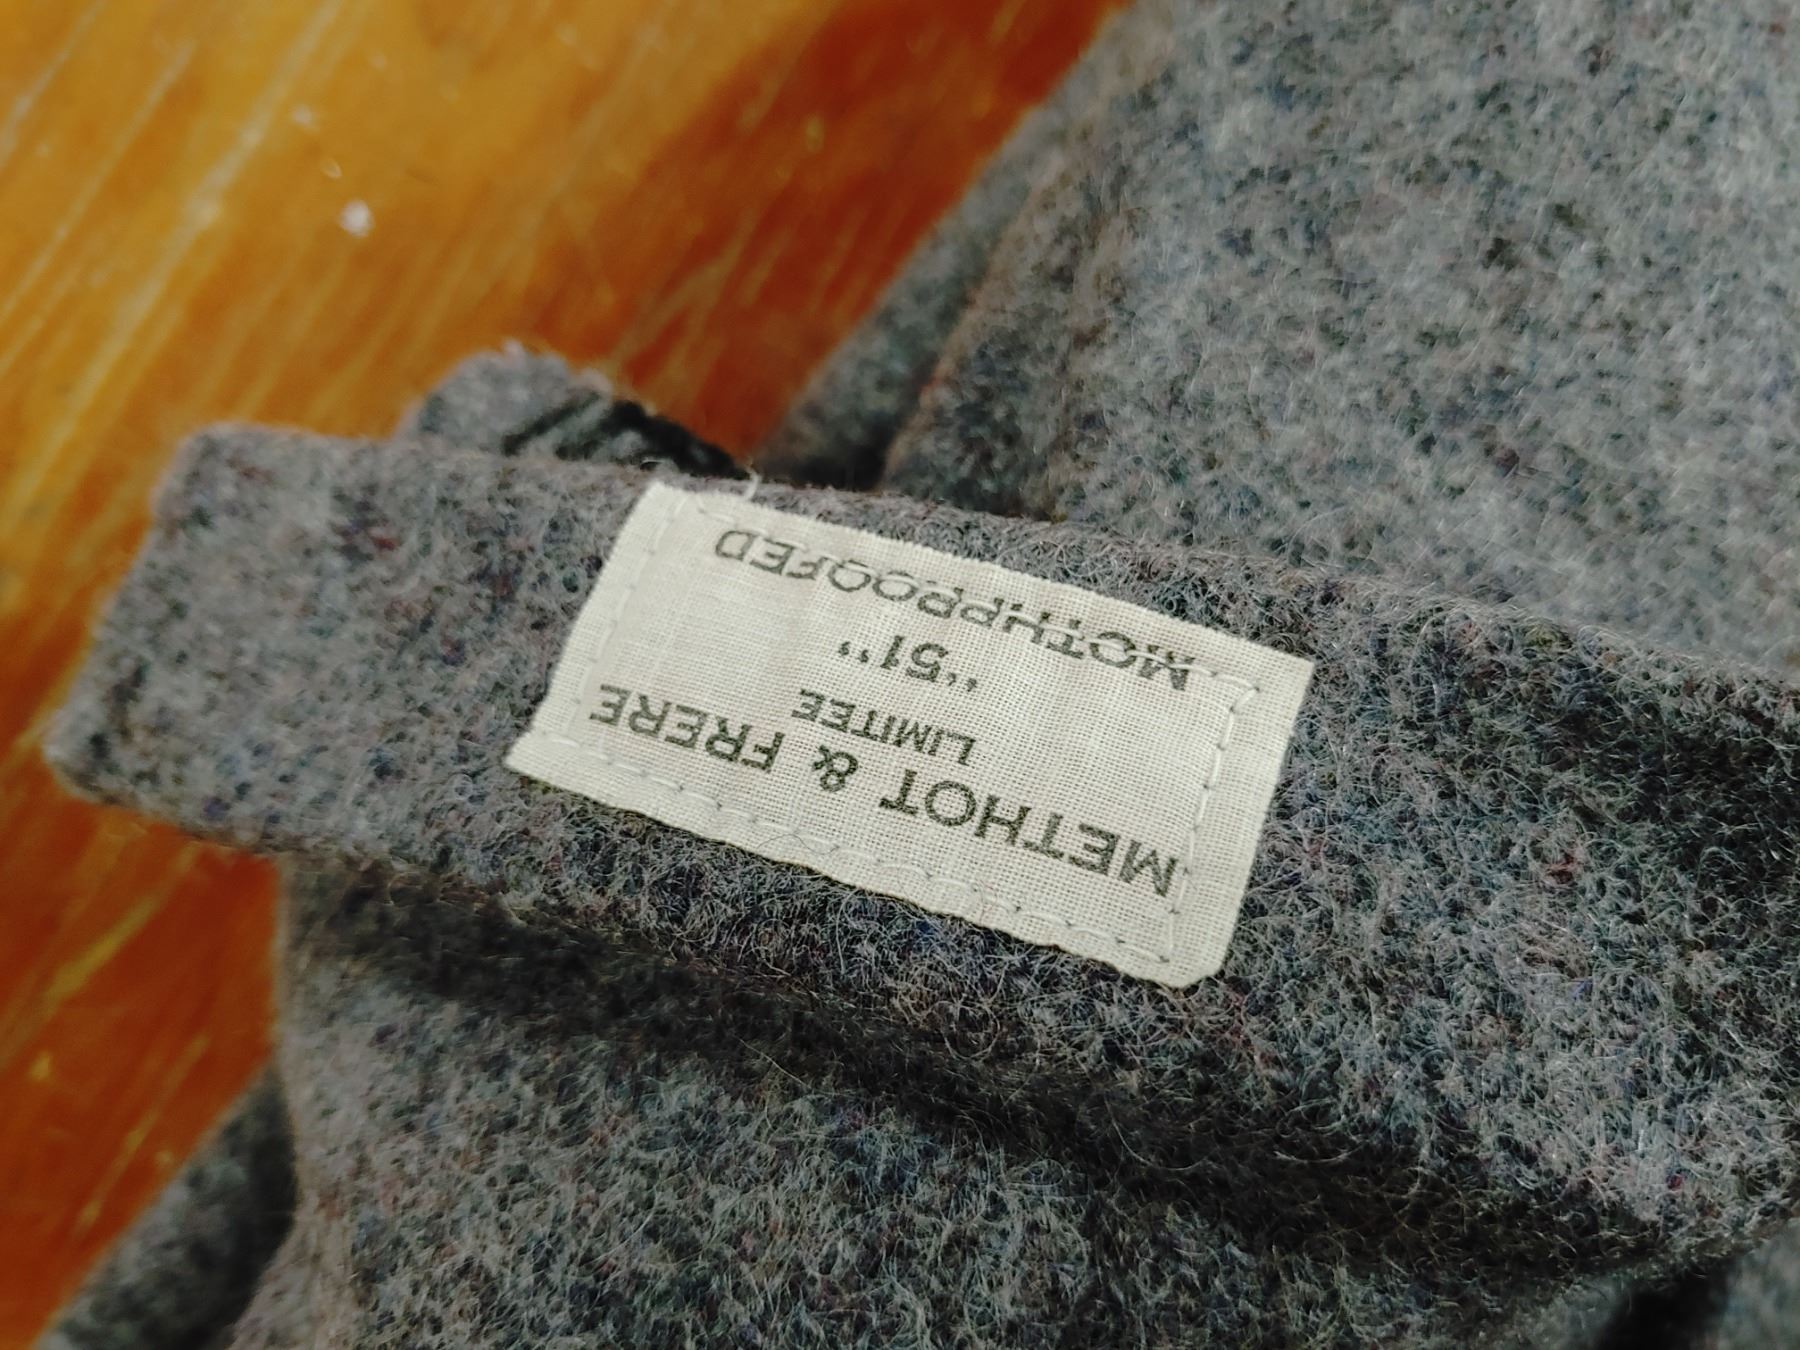 METHOT & FRERE
LIMITEE
"51"
MOTHPROOFED